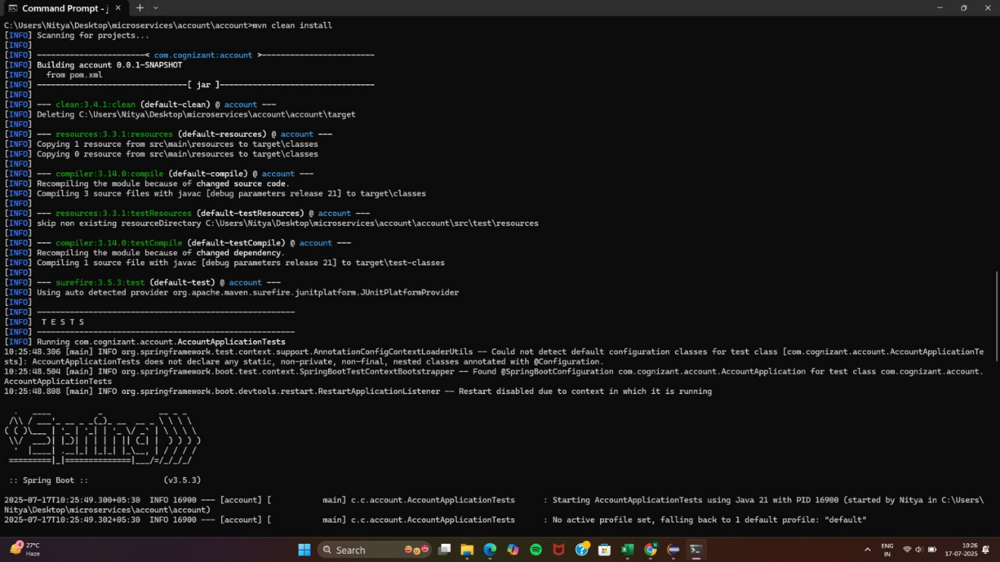 Command Prompt - j
C:\Users\Nitya\Desktop\microservices\account\account>mvn clean install
[INFO] Scanning for projects...
[INFO]
[INFO] -----------------------< com.cognizant:account >------------------------
[INFO] Building account 0.0.1-SNAPSHOT
[INFO]   from pom.xml
[INFO] --------------------------------[ jar ]---------------------------------
[INFO]
[INFO] --- clean:3.4.1:clean (default-clean) @ account ---
[INFO] Deleting C:\Users\Nitya\Desktop\microservices\account\account\target
[INFO]
[INFO] --- resources:3.3.1:resources (default-resources) @ account ---
[INFO] Copying 1 resource from src\main\resources to target\classes
[INFO] Copying 0 resource from src\main\resources to target\classes
[INFO]
[INFO] --- compiler:3.14.0:compile (default-compile) @ account ---
[INFO] Recompiling the module because of changed source code.
[INFO] Compiling 3 source files with javac [debug parameters release 21] to target\classes
[INFO]
[INFO] --- resources:3.3.1:testResources (default-testResources) @ account ---
[INFO] skip non existing resourceDirectory C:\Users\Nitya\Desktop\microservices\account\account\src\test\resources
[INFO]
[INFO] --- compiler:3.14.0:testCompile (default-testCompile) @ account ---
[INFO] Recompiling the module because of changed dependency.
[INFO] Compiling 1 source file with javac [debug parameters release 21] to target\test-classes
[INFO]
[INFO] --- surefire:3.5.3:test (default-test) @ account ---
[INFO] Using auto detected provider org.apache.maven.surefire.junitplatform.JUnitPlatformProvider
[INFO]
[INFO] -------------------------------------------------------
[INFO]  T E S T S
[INFO] -------------------------------------------------------
[INFO] Running com.cognizant.account.AccountApplicationTests
10:25:48.306 [main] INFO org.springframework.test.context.support.AnnotationConfigContextLoaderUtils -- Could not detect default configuration classes for test class [com.cognizant.account.AccountApplicationTe
sts]: AccountApplicationTests does not declare any static, non-private, non-final, nested classes annotated with @Configuration.
10:25:48.504 [main] INFO org.springframework.boot.test.context.SpringBootTestContextBootstrapper -- Found @SpringBootConfiguration com.cognizant.account.AccountApplication for test class com.cognizant.account.
AccountApplicationTests
10:25:48.808 [main] INFO org.springframework.boot.devtools.restart.RestartApplicationListener -- Restart disabled due to context in which it is running
Spring
:: Spring Boot ::                (v3.5.3)
2025-07-17T10:25:49.300+05:30  INFO 16900 --- [account] [           main] c.c.account.AccountApplicationTests      : Starting AccountApplicationTests using Java 21 with PID 16900 (started by Nitya in C:\Users\
Nitya\Desktop\microservices\account\account)
2025-07-17T10:25:49.302+05:30  INFO 16900 --- [account] [           main] c.c.account.AccountApplicationTests      : No active profile set, falling back to 1 default profile: "default"
27°C
Haze
Search
ENG
IN
10:26
17-07-2025